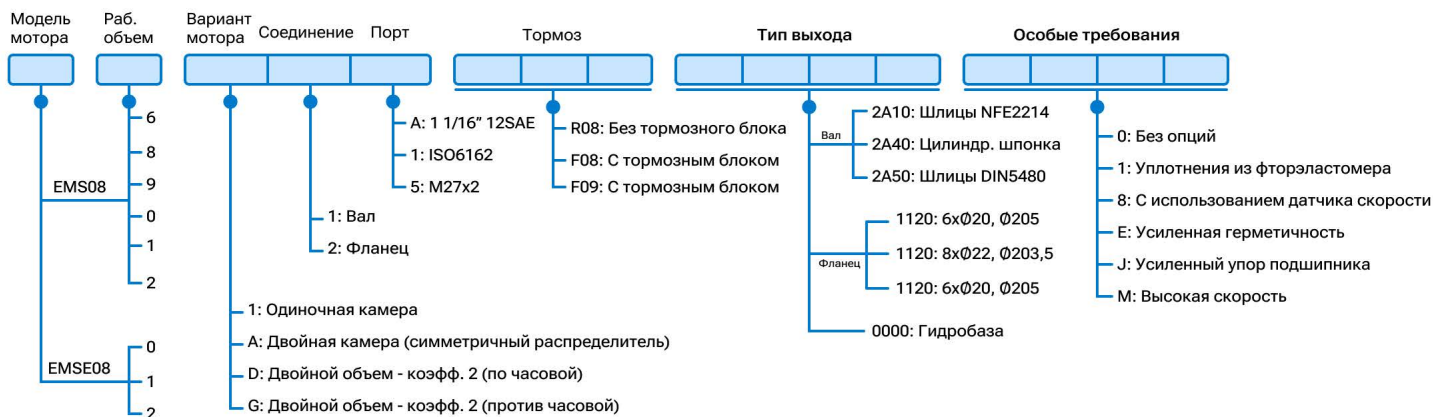 Модель мотора
Раб. объем
Вариант мотора
Соединение
Порт
Тормоз
Тип выхода
Особые требования
EMS08
6
8
9
0
1
2
EMSE08
0
1
2
A: 1 1/16” 12SAE
1: ISO6162
5: M27x2
1: Вал
2: Фланец
1: Одиночная камера
A: Двойная камера (симметричный распределитель)
D: Двойной объем - коэфф. 2 (по часовой)
G: Двойной объем - коэфф. 2 (против часовой)
R08: Без тормозного блока
F08: С тормозным блоком
F09: С тормозным блоком
Вал
2A10: Шлицы NFE2214
2A40: Цилиндр. шпонка
2A50: Шлицы DIN5480
Фланец
1120: 6xØ20, Ø205
1120: 8xØ22, Ø203,5
1120: 6xØ20, Ø205
0000: Гидробаза
0: Без опций
1: Уплотнения из фторэластомера
8: С использованием датчика скорости
E: Усиленная герметичность
J: Усиленный упор подшипника
M: Высокая скорость